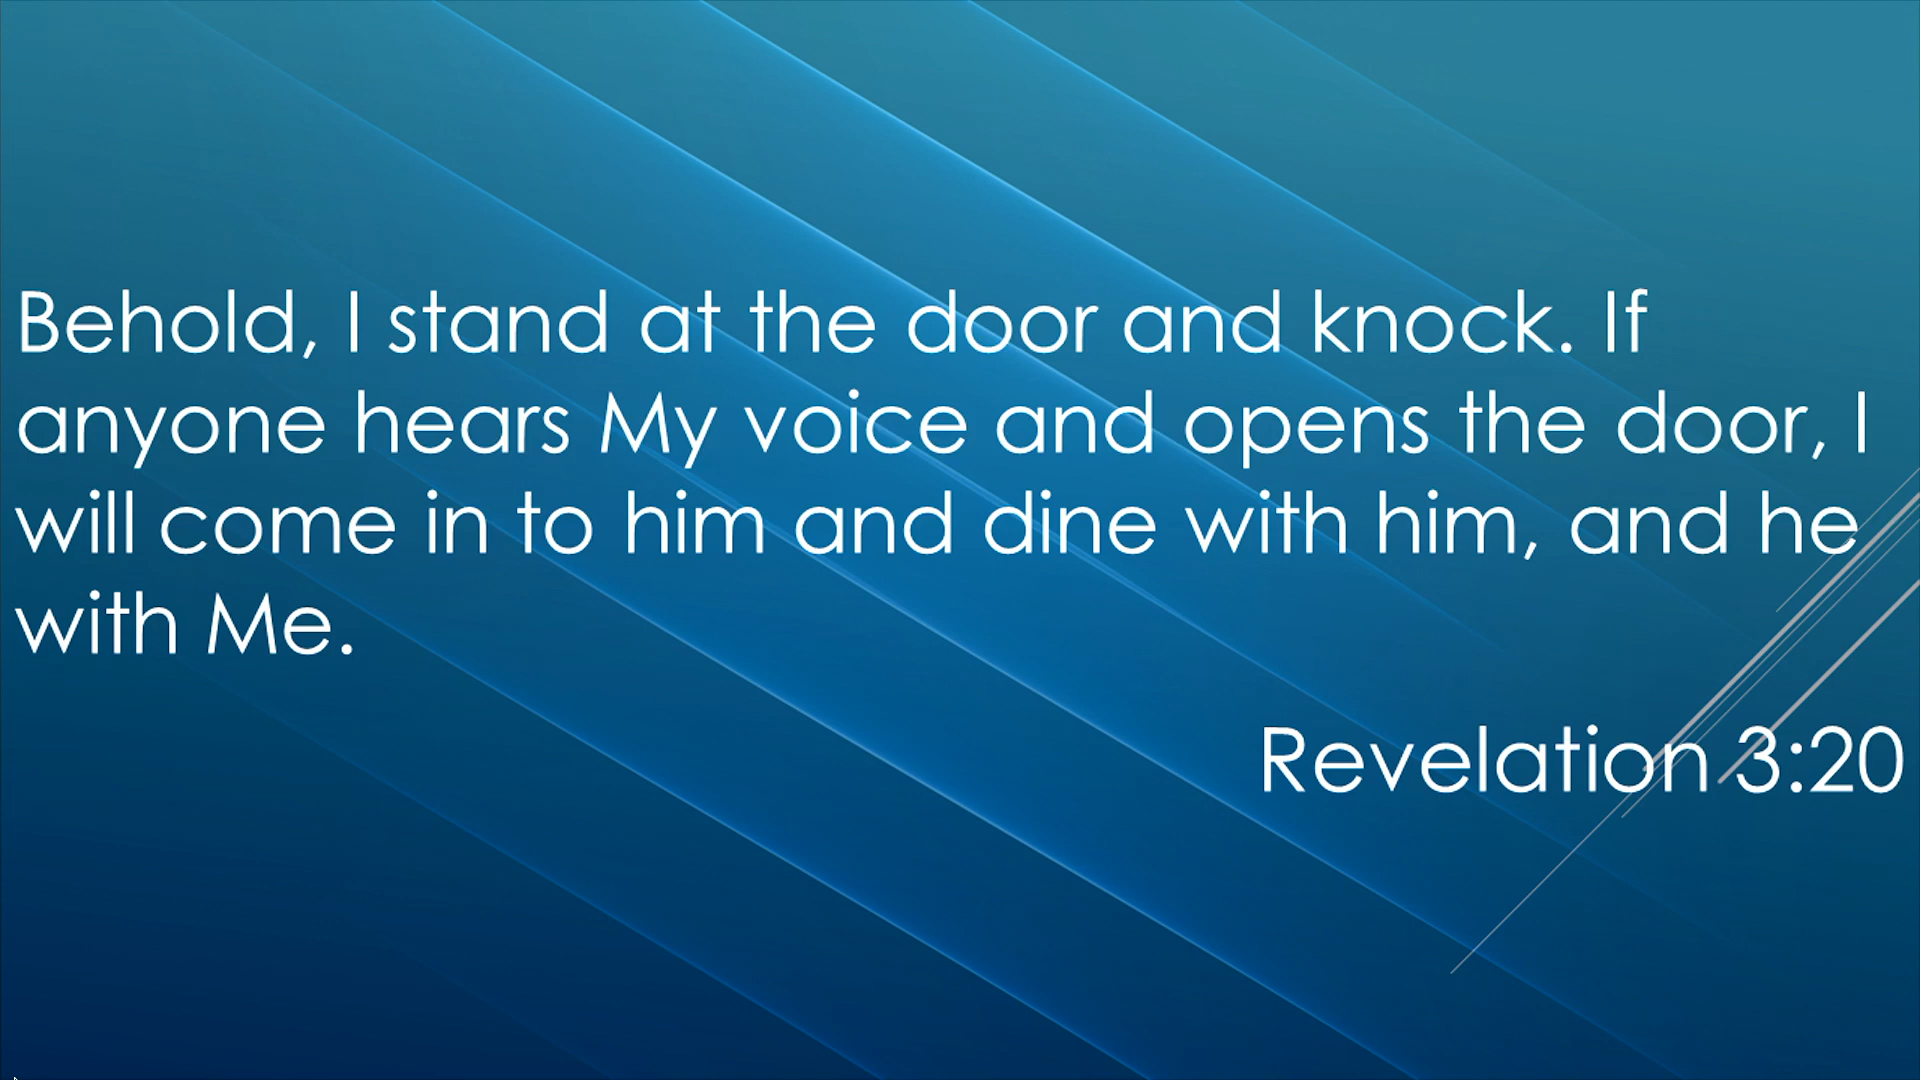 Behold, I stand at the door and knock. If
anyone hears My voice and opens the door, I
will come in to him and dine with him, and he
with Me.
Revelation 3:20